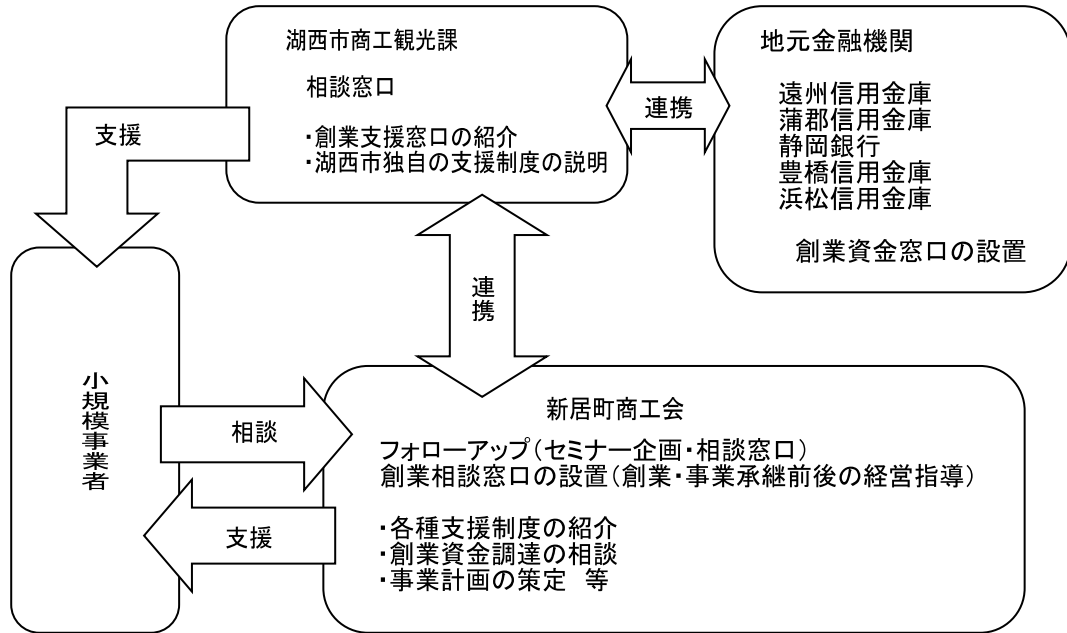 湖西市商工観光課
相談窓口
・創業支援窓口の紹介
・湖西市独自の支援制度の説明
連携
地元金融機関
遠州信用金庫
蒲郡信用金庫
静岡銀行
豊橋信用金庫
浜松信用金庫
創業資金窓口の設置
支援
連携
小規模事業者
相談
支援
新居町商工会
フォローアップ(セミナー企画・相談窓口)
創業相談窓口の設置(創業・事業承継前後の経営指導)
・各種支援制度の紹介
・創業資金調達の相談
・事業計画の策定　等